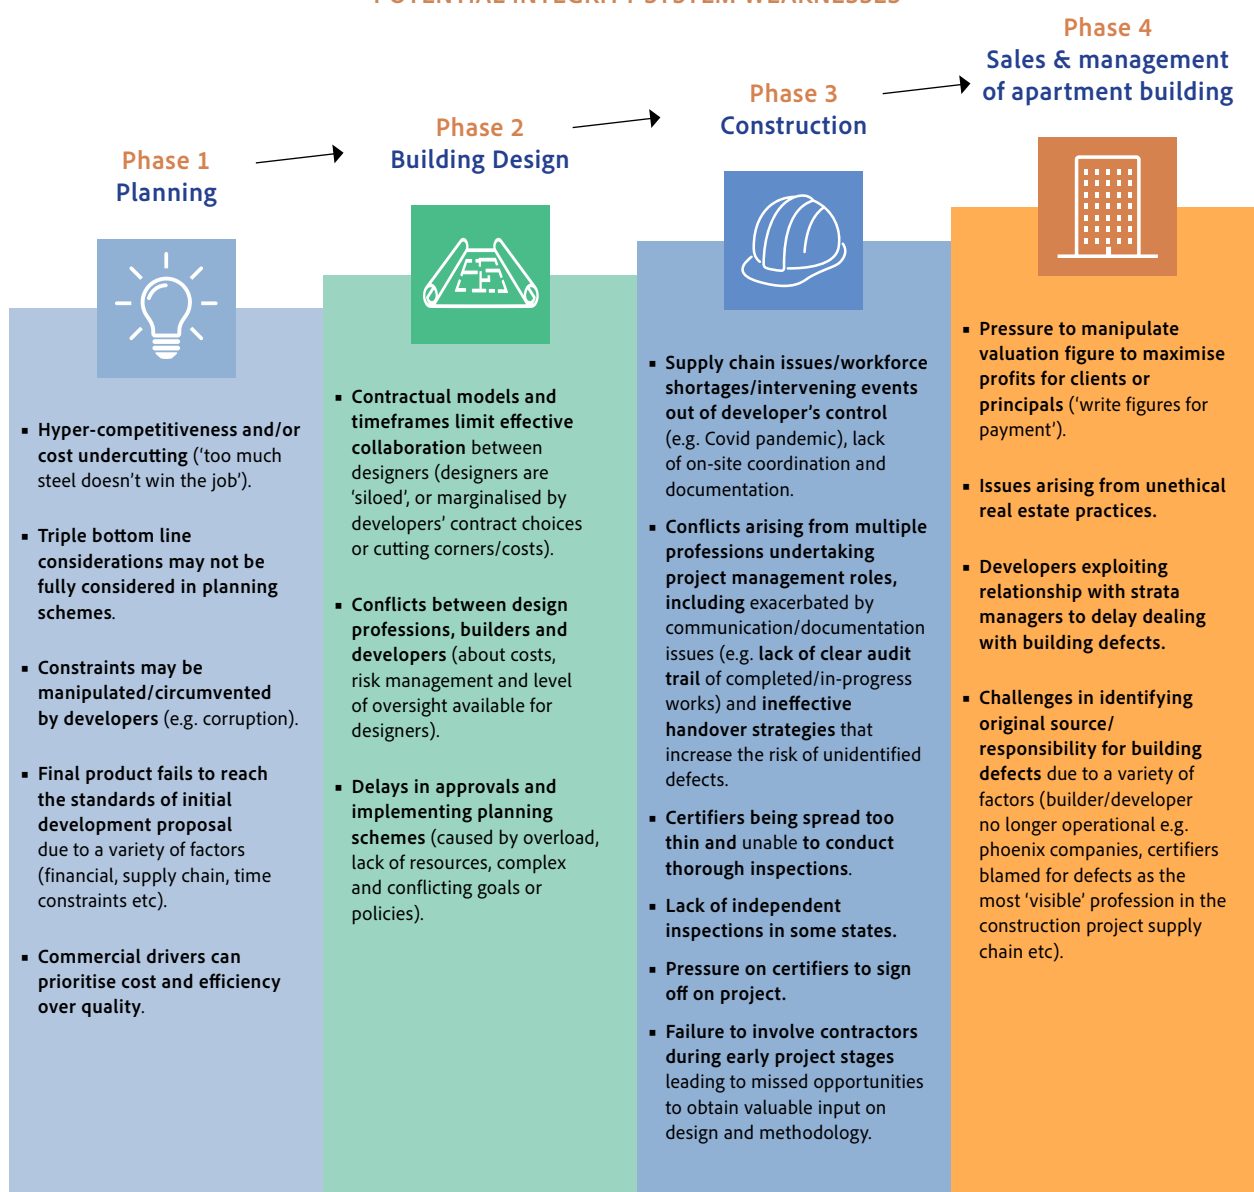 POTENTIAL INTEGRITY SYSTEM WEAKNESSES
Phase 1
Planning
▪ Hyper-competitiveness and/or
cost undercutting (‘too much
steel doesn’t win the job’).
▪ Triple bottom line
considerations may not be
fully considered in planning
schemes.
▪ Constraints may be
manipulated/circumvented
by developers (e.g. corruption).
▪ Final product fails to reach
the standards of initial
development proposal
due to a variety of factors
(financial, supply chain, time
constraints etc).
▪ Commercial drivers can
prioritise cost and efficiency
over quality.
Phase 2
Building Design
▪ Contractual models and
timeframes limit effective
collaboration between
designers (designers are
‘siloed’, or marginalised by
developers’ contract choices
or cutting corners/costs).
▪ Conflicts between design
professions, builders and
developers (about costs,
risk management and level
of oversight available for
designers).
▪ Delays in approvals and
implementing planning
schemes (caused by overload,
lack of resources, complex
and conflicting goals or
policies).
Phase 3
Construction
▪ Supply chain issues/workforce
shortages/intervening events
out of developer’s control
(e.g. Covid pandemic), lack
of on-site coordination and
documentation.
▪ Conflicts arising from multiple
professions undertaking
project management roles,
including exacerbated by
communication/documentation
issues (e.g. lack of clear audit
trail of completed/in-progress
works) and ineffective
handover strategies that
increase the risk of unidentified
defects.
▪ Certifiers being spread too
thin and unable to conduct
thorough inspections.
▪ Lack of independent
inspections in some states.
▪ Pressure on certifiers to sign
off on project.
▪ Failure to involve contractors
during early project stages
leading to missed opportunities
to obtain valuable input on
design and methodology.
Phase 4
Sales & management
of apartment building
▪ Pressure to manipulate
valuation figure to maximise
profits for clients or
principals (‘write figures for
payment’).
▪ Issues arising from unethical
real estate practices.
▪ Developers exploiting
relationship with strata
managers to delay dealing
with building defects.
▪ Challenges in identifying
original source/
responsibility for building
defects due to a variety of
factors (builder/developer
no longer operational e.g.
phoenix companies, certifiers
blamed for defects as the
most ‘visible’ profession in the
construction project supply
chain etc).